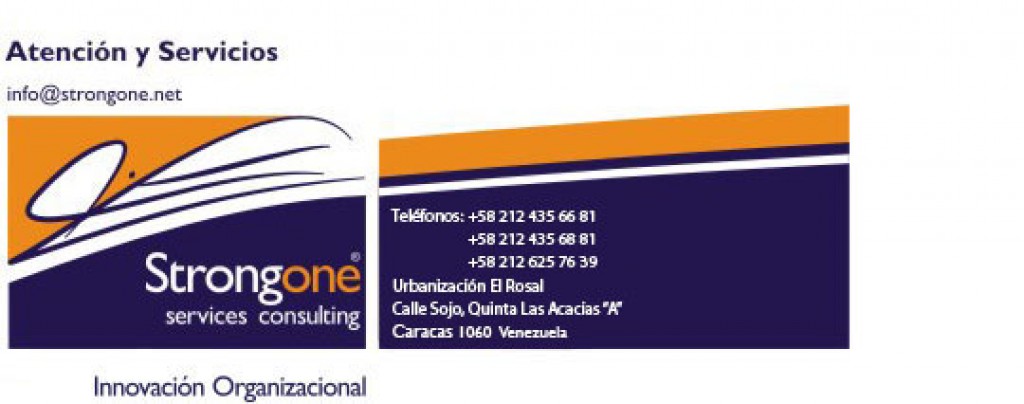 Atención y Servicios
info@strongone.net
Strongone®
services consulting
Innovación Organizacional
Teléfonos: +58 212 435 66 81
+58 212 435 68 81
+58 212 625 76 39
Urbanización El Rosal
Calle Sojo, Quinta Las Acacias "A"
Caracas 1060 Venezuela